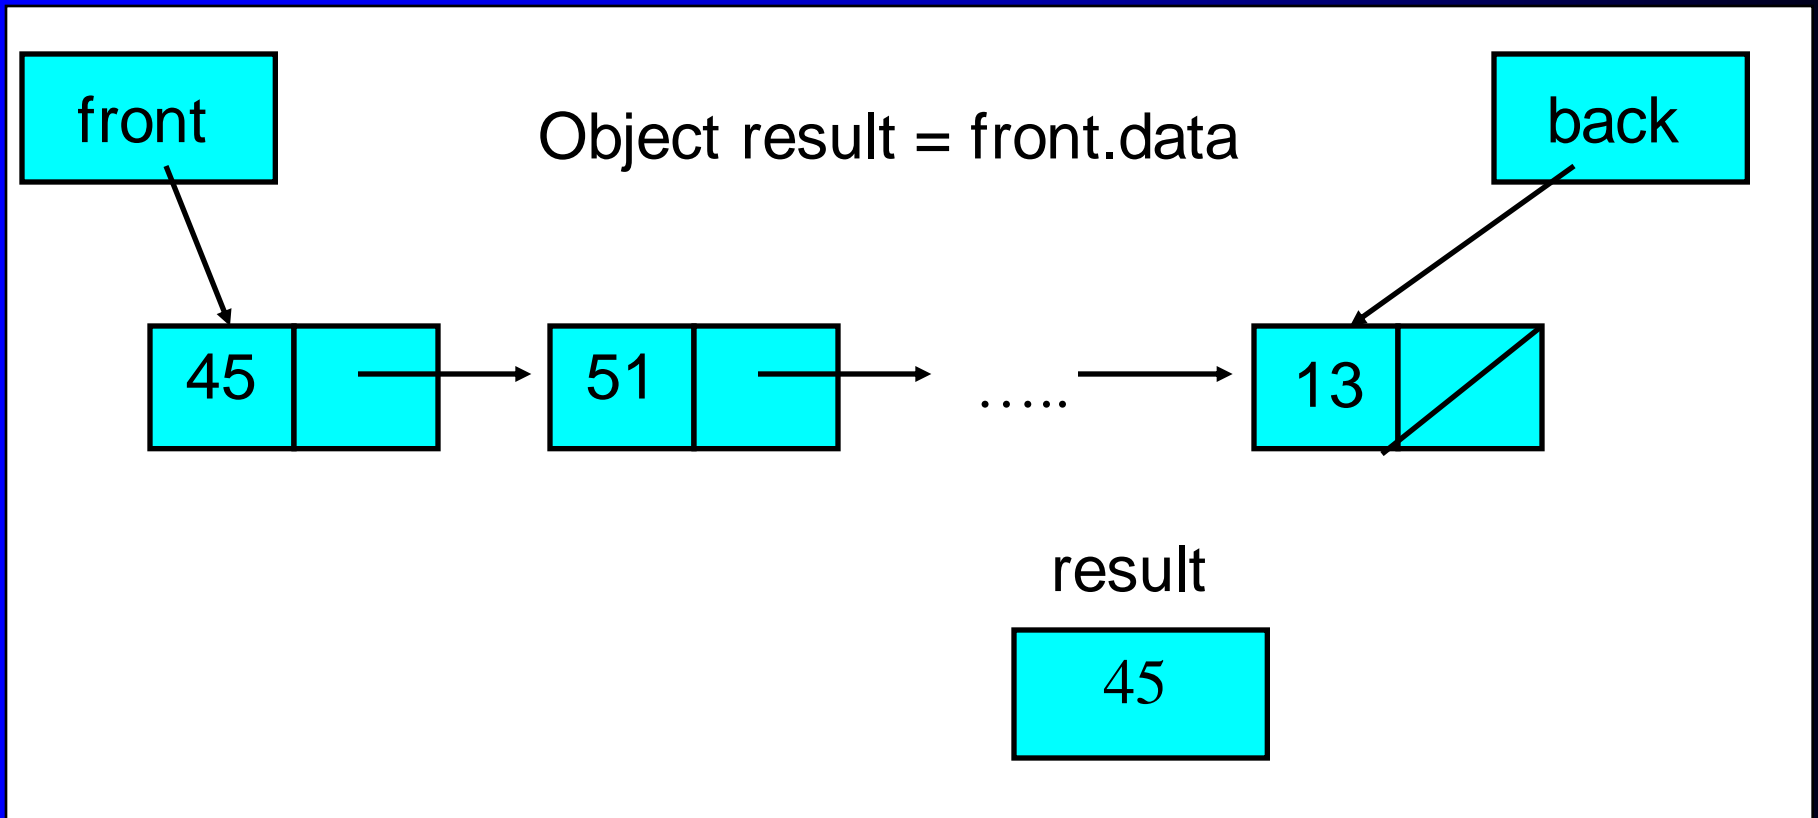 front
Object result = front.data
back
45
51
.....
13
result
45